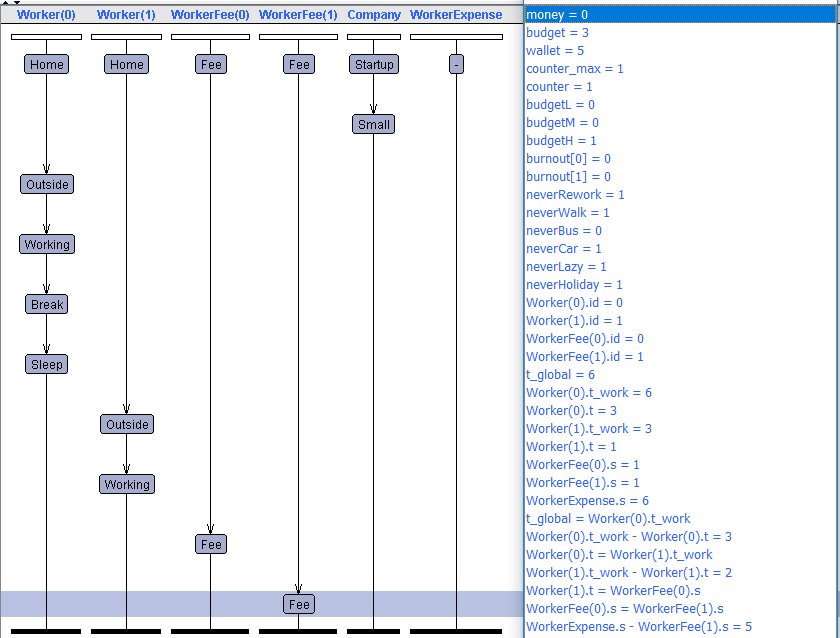 Worker(0) Worker(1) WorkerFee(0) WorkerFee(1) Company WorkerExpense
Home Home Fee Fee Startup -
Small
Outside
Working
Break
Sleep
Outside
Working
Fee
Fee
money = 0
budget = 3
wallet = 5
counter_max = 1
counter = 1
budgetL = 0
budgetM = 0
budgetH = 1
burnout[0] = 0
burnout[1] = 0
neverRework = 1
neverWalk = 1
neverBus = 0
neverCar = 1
neverLazy = 1
neverHoliday = 1
Worker(0).id = 0
Worker(1).id = 1
WorkerFee(0).id = 0
WorkerFee(1).id = 1
t_global = 6
Worker(0).t_work = 6
Worker(0).t = 3
Worker(1).t_work = 3
Worker(1).t = 1
WorkerFee(0).s = 1
WorkerFee(1).s = 1
WorkerExpense.s = 6
t_global = Worker(0).t_work
Worker(0).t_work - Worker(0).t = 3
Worker(0).t = Worker(1).t_work
Worker(1).t_work - Worker(1).t = 2
Worker(1).t = WorkerFee(0).s
WorkerFee(0).s = WorkerFee(1).s
WorkerExpense.s - WorkerFee(1).s = 5